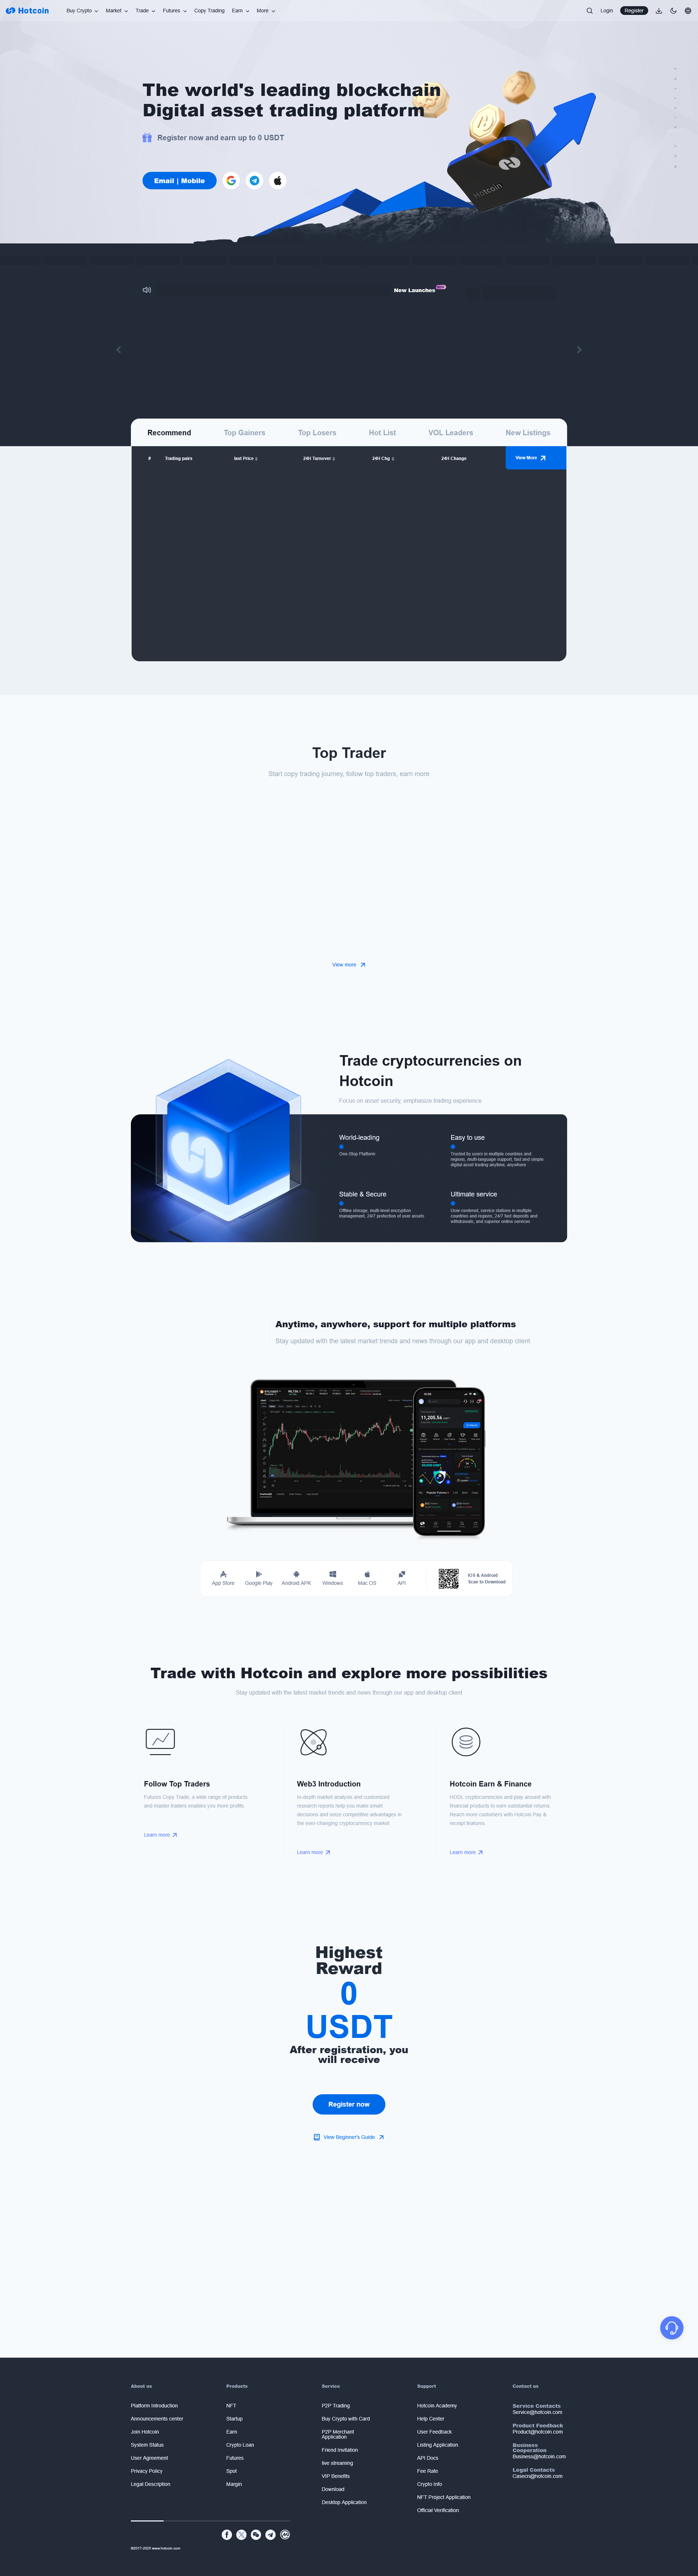 Hotcoin
Buy Crypto Market Trade Futures Copy Trading Earn More
Login Register
The world's leading blockchain
Digital asset trading platform
Register now and earn up to 0 USDT
Email | Mobile
Hotcoin
New Launches
Recommend Top Gainers Top Losers Hot List VOL Leaders New Listings
# Trading pairs last Price 24H Turnover 24H Chg 24H Change View More
Top Trader
Start copy trading journey, follow top traders, earn more
View more
Trade cryptocurrencies on
Hotcoin
Focus on asset security, emphasize trading experience
World-leading
One-Stop Platform
Easy to use
Trusted by users in multiple countries and
regions, multi-language support, fast and simple
digital asset trading anytime, anywhere
Stable & Secure
Offline storage, multi-level encryption
management, 24/7 protection of user assets
Ultimate service
User-centered, service stations in multiple
countries and regions, 24/7 fast deposits and
withdrawals, and superior online services
Anytime, anywhere, support for multiple platforms
Stay updated with the latest market trends and news through our app and desktop client
11,205.56
App Store Google Play Android APK Windows Mac OS API
IOS & Android
Scan to Download
Trade with Hotcoin and explore more possibilities
Stay updated with the latest market trends and news through our app and desktop client
Follow Top Traders
Futures Copy Trade, a wide range of products
and master traders enables you more profits.
Learn more
Web3 Introduction
In-depth market analysis and customized
research reports help you make smart
decisions and seize competitive advantages in
the ever-changing cryptocurrency market
Learn more
Hotcoin Earn & Finance
HODL cryptocurrencies and play around with
financial products to earn substantial returns.
Reach more customers with Hotcoin Pay &
receipt features.
Learn more
Highest
Reward
0
USDT
After registration, you
will receive
Register now
View Beginner's Guide
About us
Platform Introduction
Announcements center
Join Hotcoin
System Status
User Agreement
Privacy Policy
Legal Description
Products
NFT
Startup
Earn
Crypto Loan
Futures
Spot
Margin
Service
P2P Trading
Buy Crypto with Card
P2P Merchant
Application
Friend Invitation
live streaming
VIP Benefits
Download
Desktop Application
Support
Hotcoin Academy
Help Center
User Feedback
Listing Application
API Docs
Fee Rate
Crypto Info
NFT Project Application
Official Verification
Contact us
Service Contacts
Service@hotcoin.com
Product Feedback
Product@hotcoin.com
Business
Cooperation
Business@hotcoin.com
Legal Contacts
Casecn@hotcoin.com
©2017-2025 www.hotcoin.com